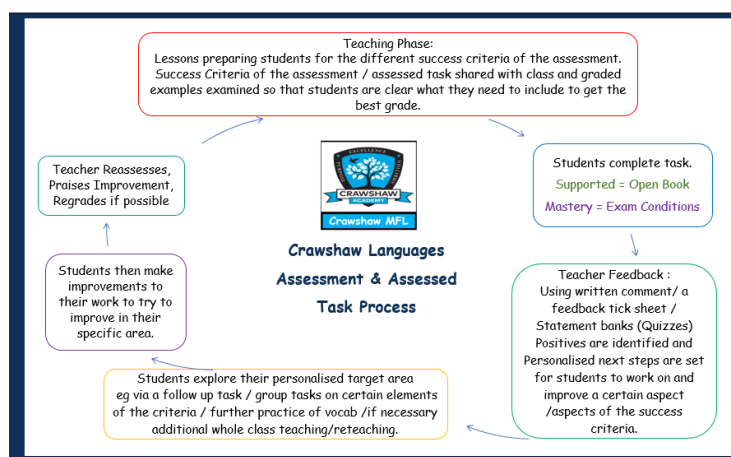 Teaching Phase:
Lessons preparing students for the different success criteria of the assessment.
Success Criteria of the assessment / assessed task shared with class and graded
examples examined so that students are clear what they need to include to get the
best grade.
Students complete task.
Supported = Open Book
Mastery = Exam Conditions
Teacher Feedback :
Using written comment/ a
feedback tick sheet /
Statement banks (Quizzes)
Positives are identified and
Personalised next steps are set
for students to work on and
improve a certain aspect
/aspects of the success
criteria.
Students explore their personalised target area
eg via a follow up task / group tasks on certain elements
of the criteria / further practice of vocab /if necessary
additional whole class teaching/reteaching.
Students then make
improvements to
their work to try to
improve in their
specific area.
Teacher Reassesses,
Praises Improvement,
Regrades if possible
EXCELLENCE
CRAWSHAW
ACADEMY
Crawshaw MFL
Crawshaw Languages
Assessment & Assessed
Task Process